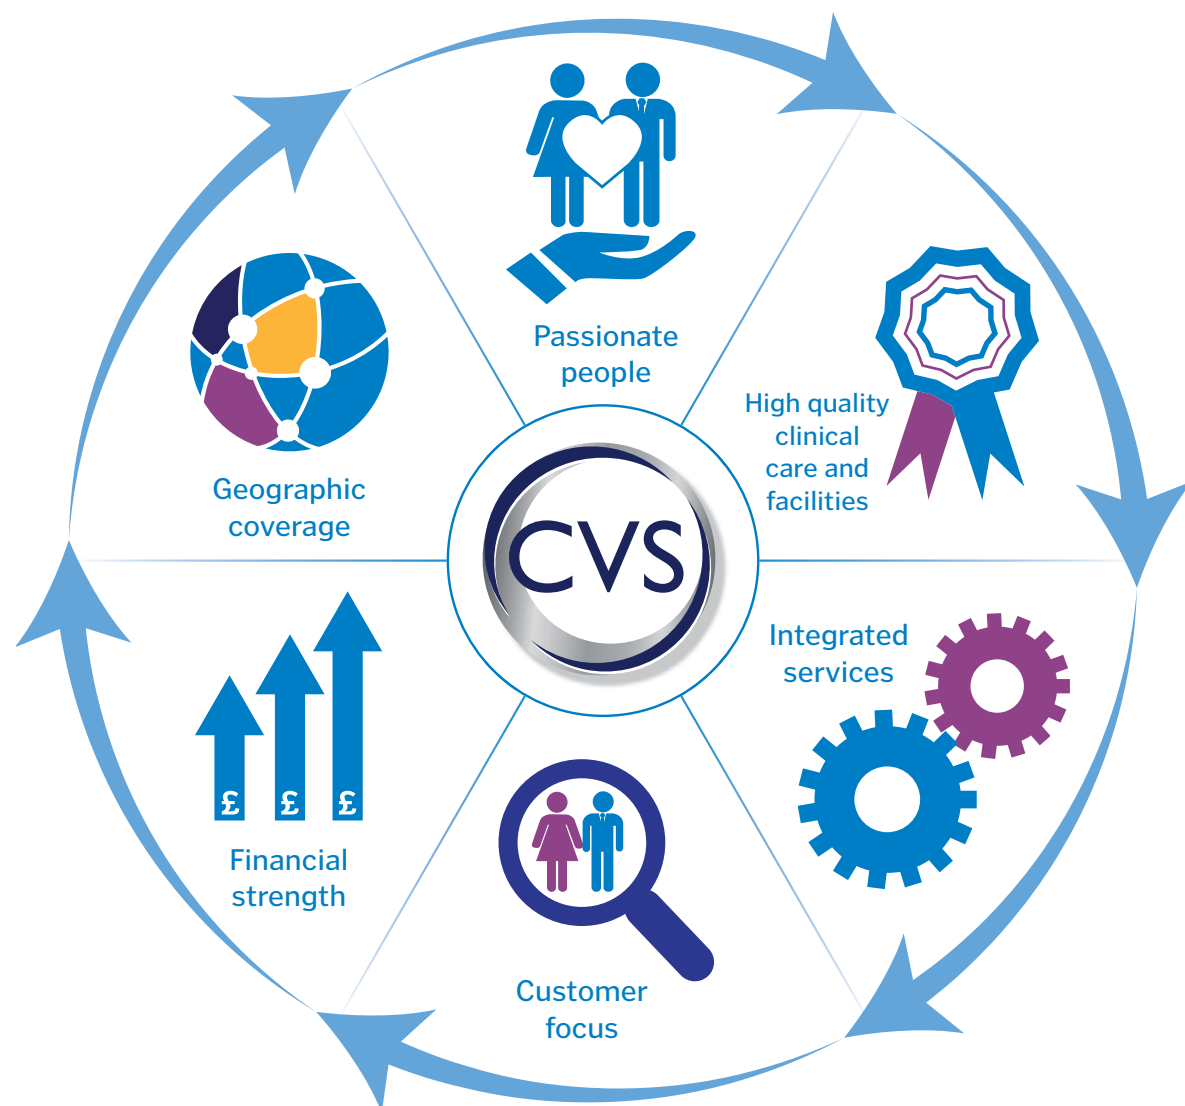 Passionate
people
High quality
clinical
care and
facilities
Integrated
services
Customer
focus
£ £ £
Financial
strength
Geographic
coverage
CVS